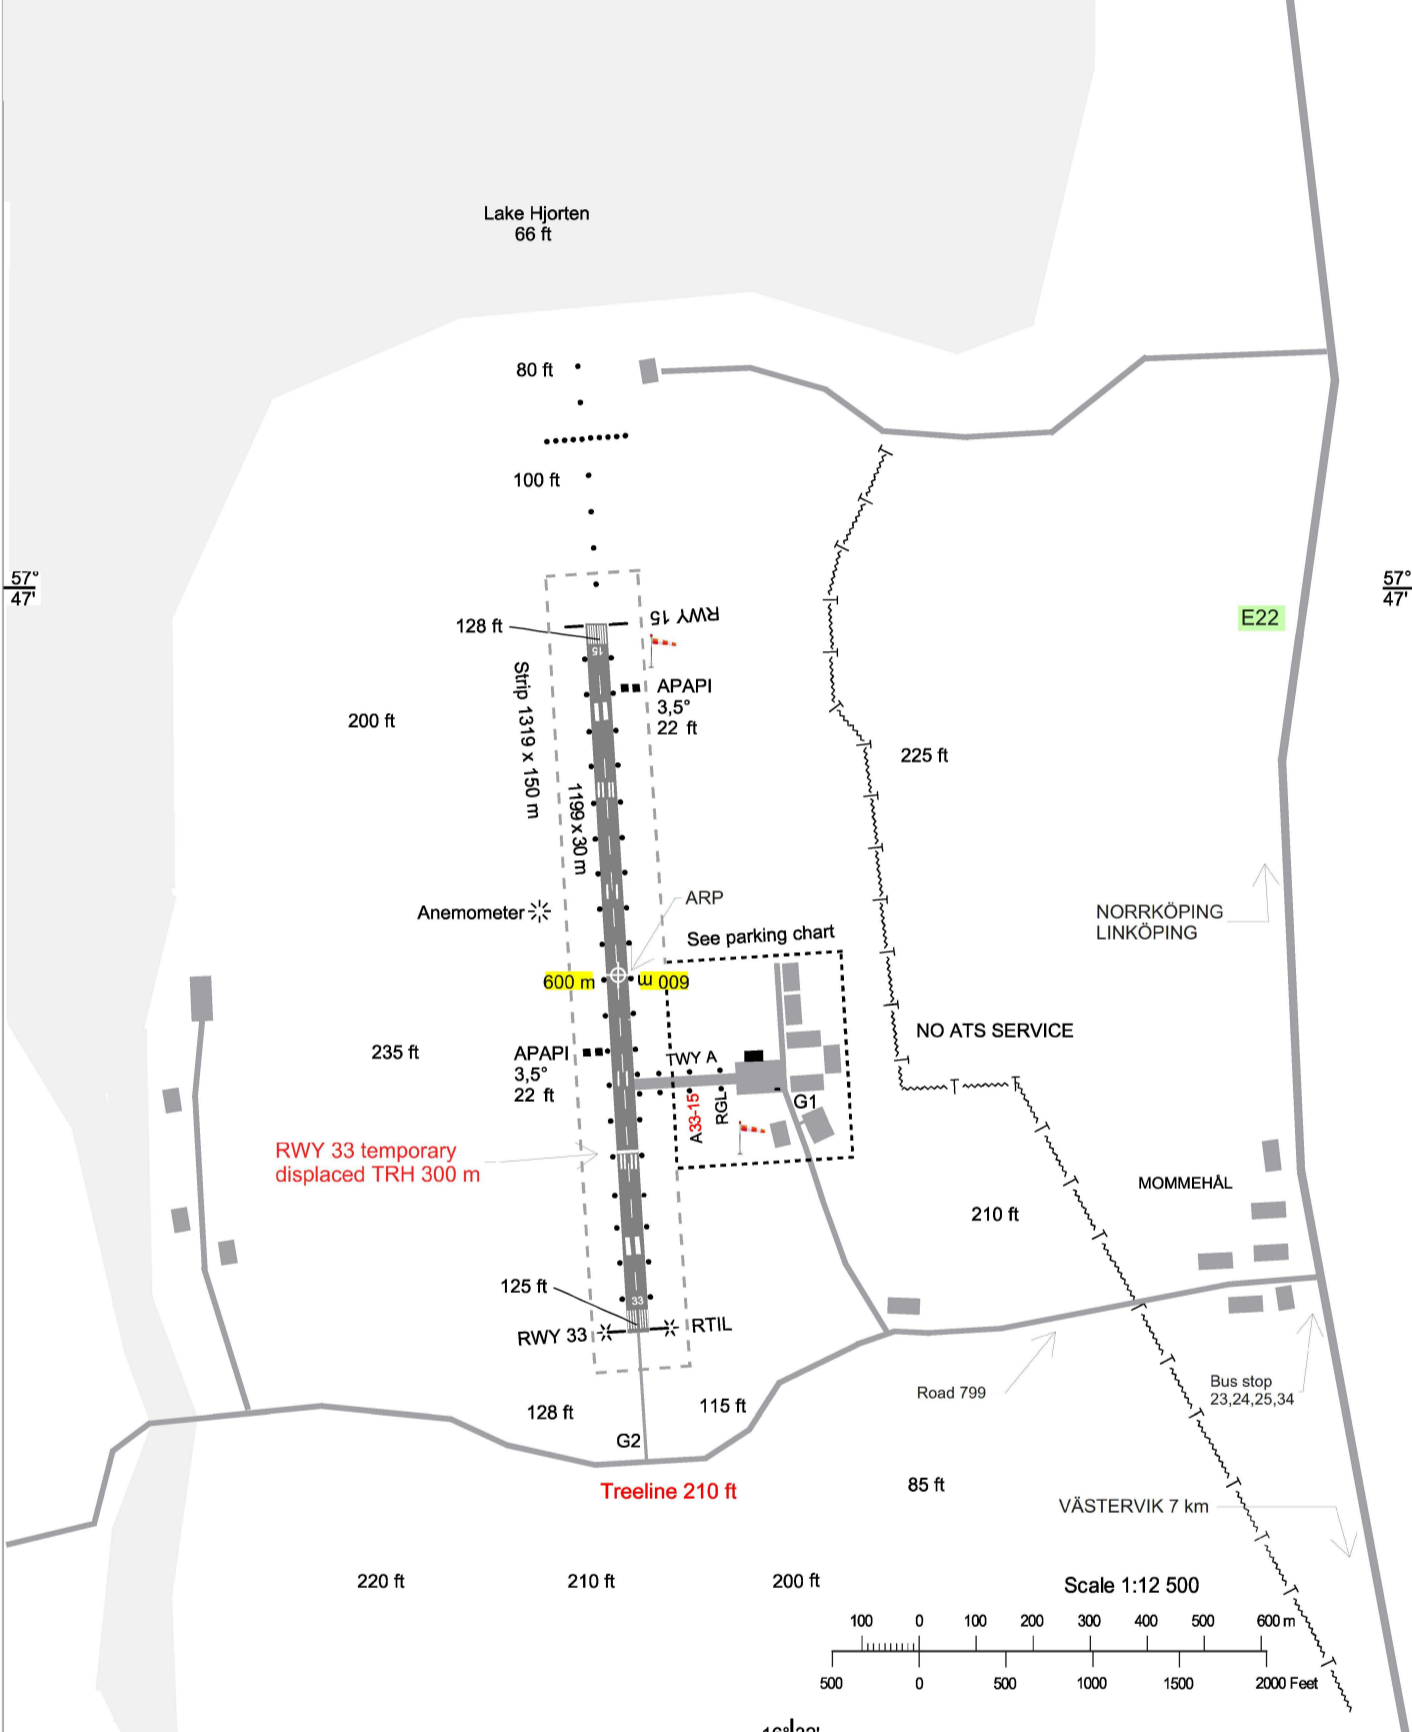 Lake Hjorten
66 ft
80 ft
100 ft
57°
47'
57°
47'
E22
RWY 15
128 ft
15
Strip 1319 x 150 m
APAPI
3,5°
22 ft
200 ft
225 ft
1199 x 30 m
ARP
Anemometer
NORRKÖPING
LINKÖPING
See parking chart
600 m
600 m
NO ATS SERVICE
235 ft
APAPI
3,5°
22 ft
TWY A
G1
A33-15
RGL
RWY 33 temporary
displaced TRH 300 m
MOMMEHÅL
210 ft
125 ft
33
RWY 33
RTIL
Road 799
Bus stop
23,24,25,34
128 ft
115 ft
G2
85 ft
Treeline 210 ft
VÄSTERVIK 7 km
220 ft
210 ft
200 ft
Scale 1:12 500
100 0 100 200 300 400 500 600 m
500 0 500 1000 1500 2000 Feet